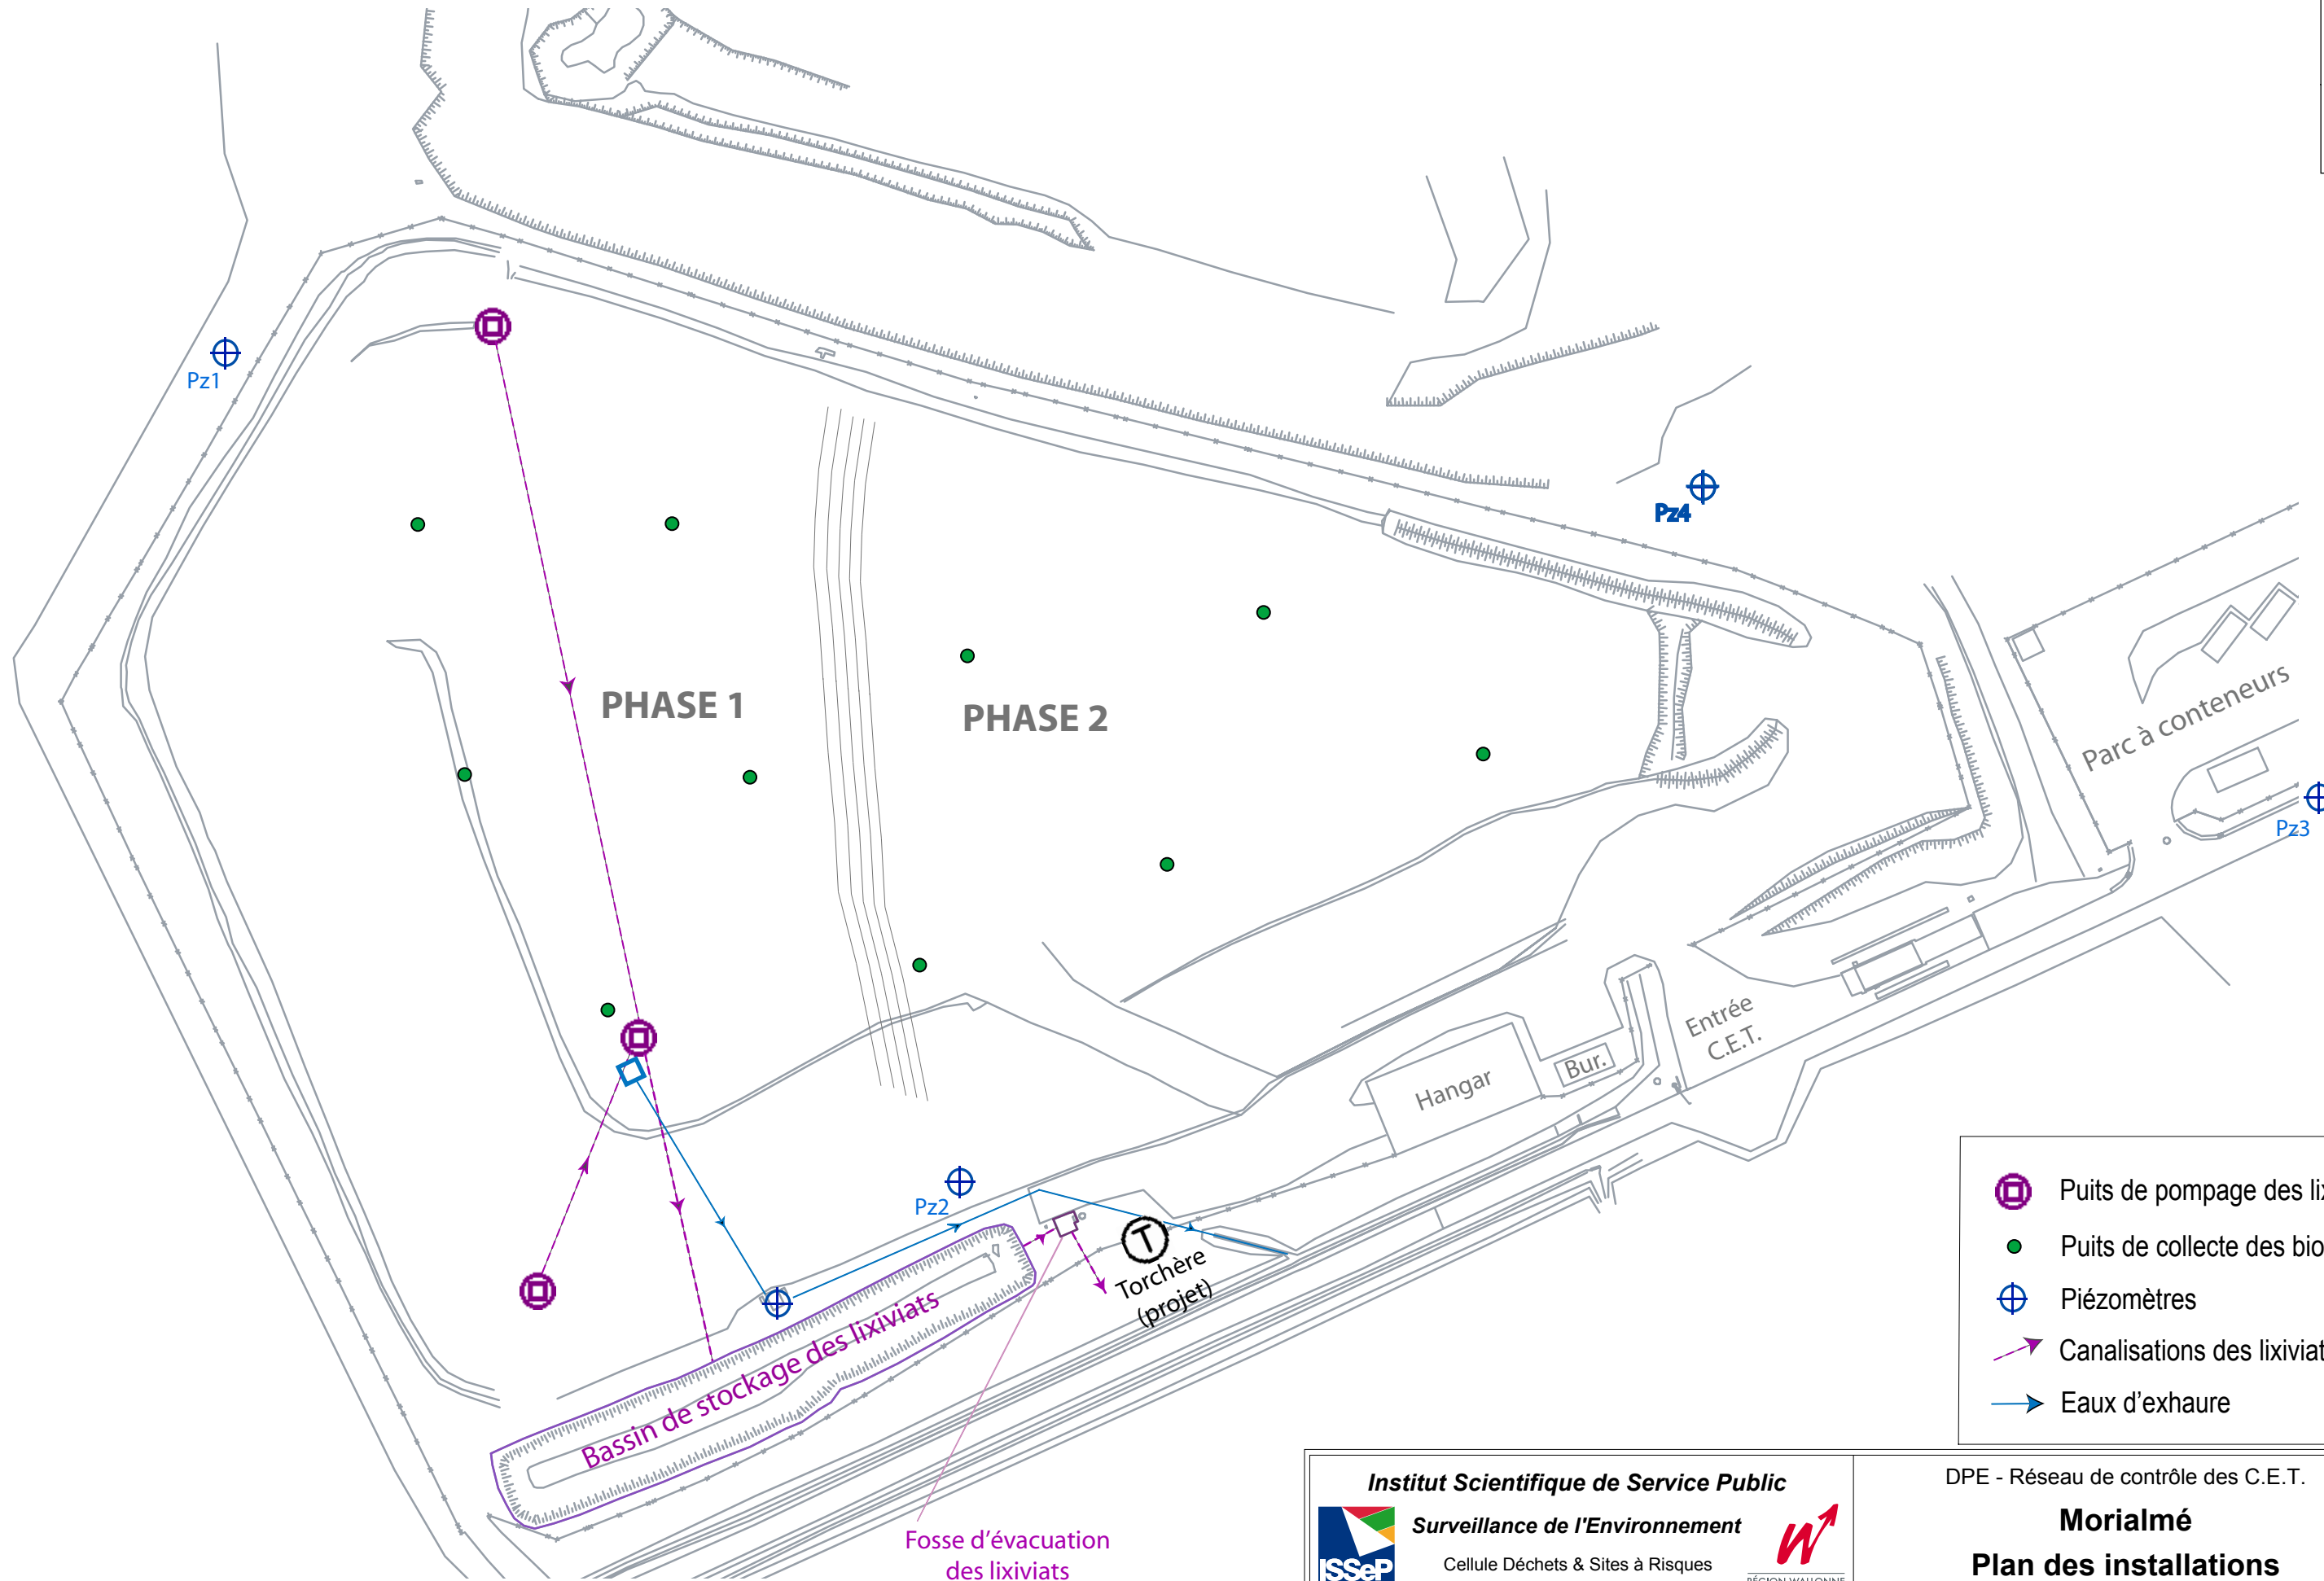 Pz1
Pz4
PHASE 1
PHASE 2
Parc à conteneurs
Pz3
Entrée
C.E.T.
Bur.
Hangar
Pz2
T
Torchère
(projet)
Bassin de stockage des lixiviats
Fosse d'évacuation
des lixiviats
Puits de pompage des
Puits de collecte des
Piézomètres
Canalisations des lixiviat
Eaux d'exhaure
Institut Scientifique de Service Public
Surveillance de l'Environnement
Cellule Déchets & Sites à Risques
ISSeP
RÉGION WALLONNE
DPE - Réseau de contrôle des C.E.T.
Morialmé
Plan des installations